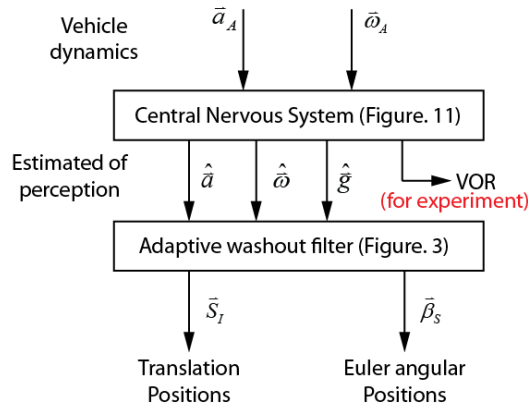 Vehicle
dynamics
a⃗_A
ω⃗_A
Central Nervous System (Figure. 11)
Estimated of
perception
â⃗
ω̂⃗
ĝ⃗
VOR
(for experiment)
Adaptive washout filter (Figure. 3)
S⃗_I
β⃗_S
Translation
Positions
Euler angular
Positions